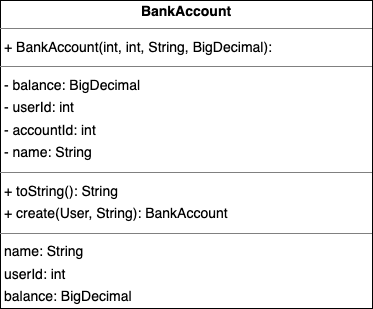 BankAccount
+ BankAccount(int, int, String, BigDecimal):
- balance: BigDecimal
- userId: int
- accountId: int
- name: String
+ toString(): String
+ create(User, String): BankAccount
name: String
userId: int
balance: BigDecimal